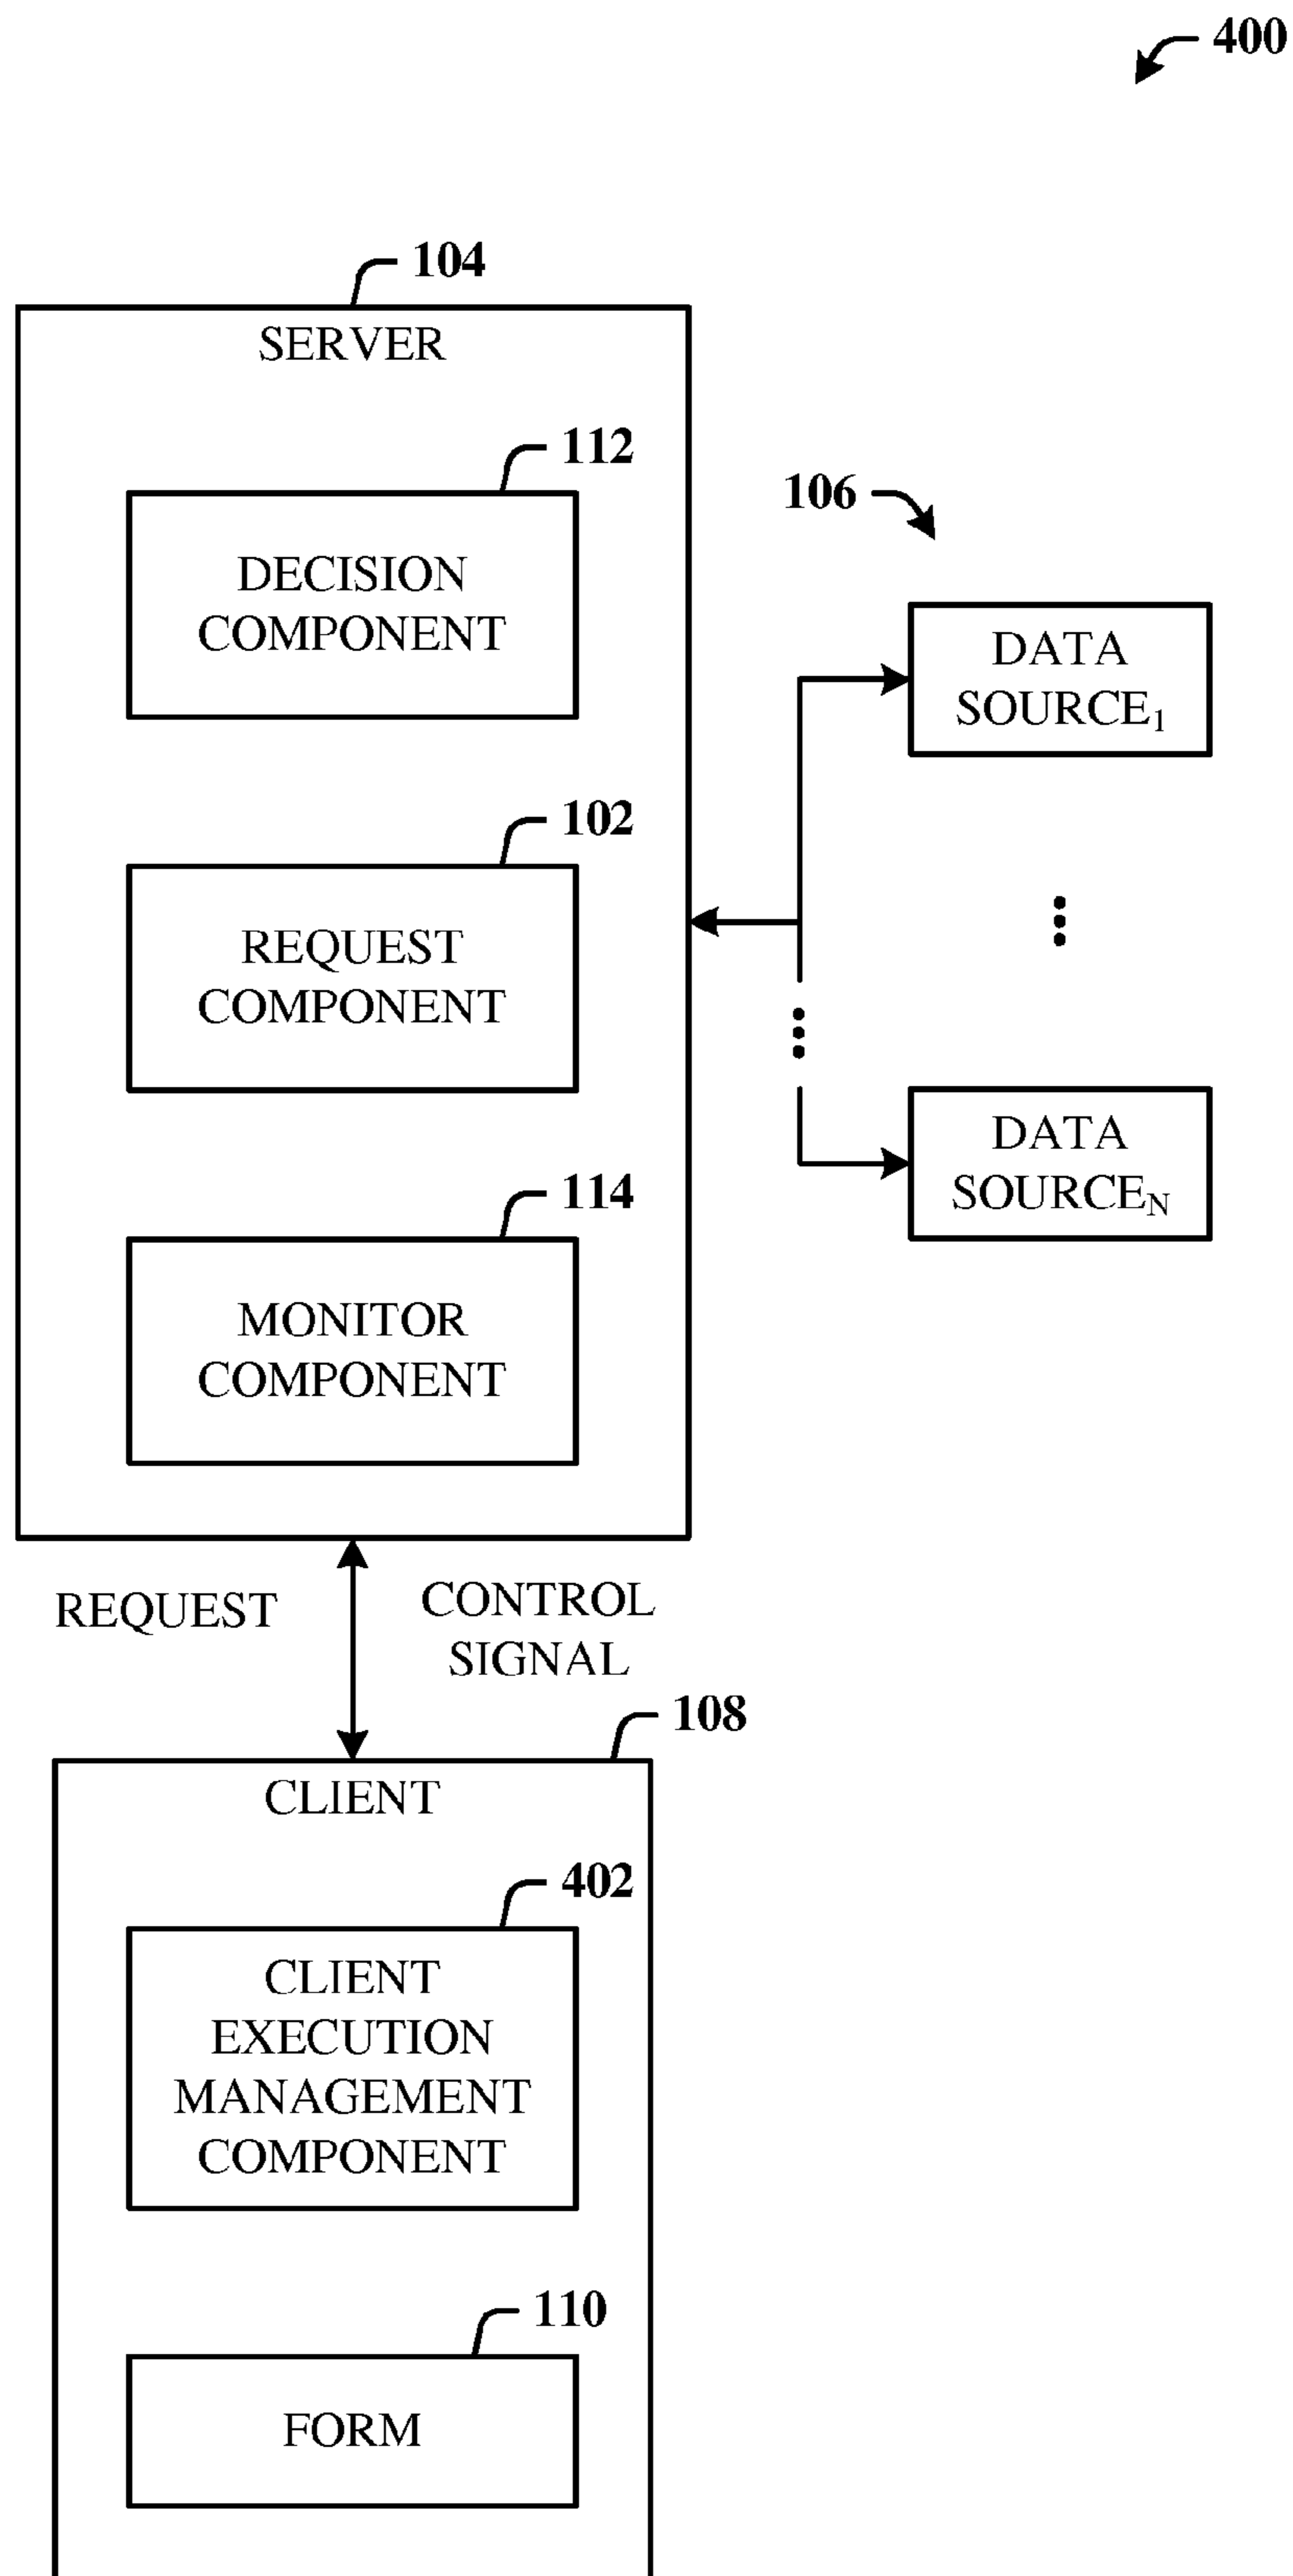 400
104
SERVER
112
DECISION
COMPONENT
106
DATA
SOURCE₁
102
REQUEST
COMPONENT
DATA
SOURCE_N
114
MONITOR
COMPONENT
REQUEST
CONTROL
SIGNAL
108
CLIENT
402
CLIENT
EXECUTION
MANAGEMENT
COMPONENT
110
FORM